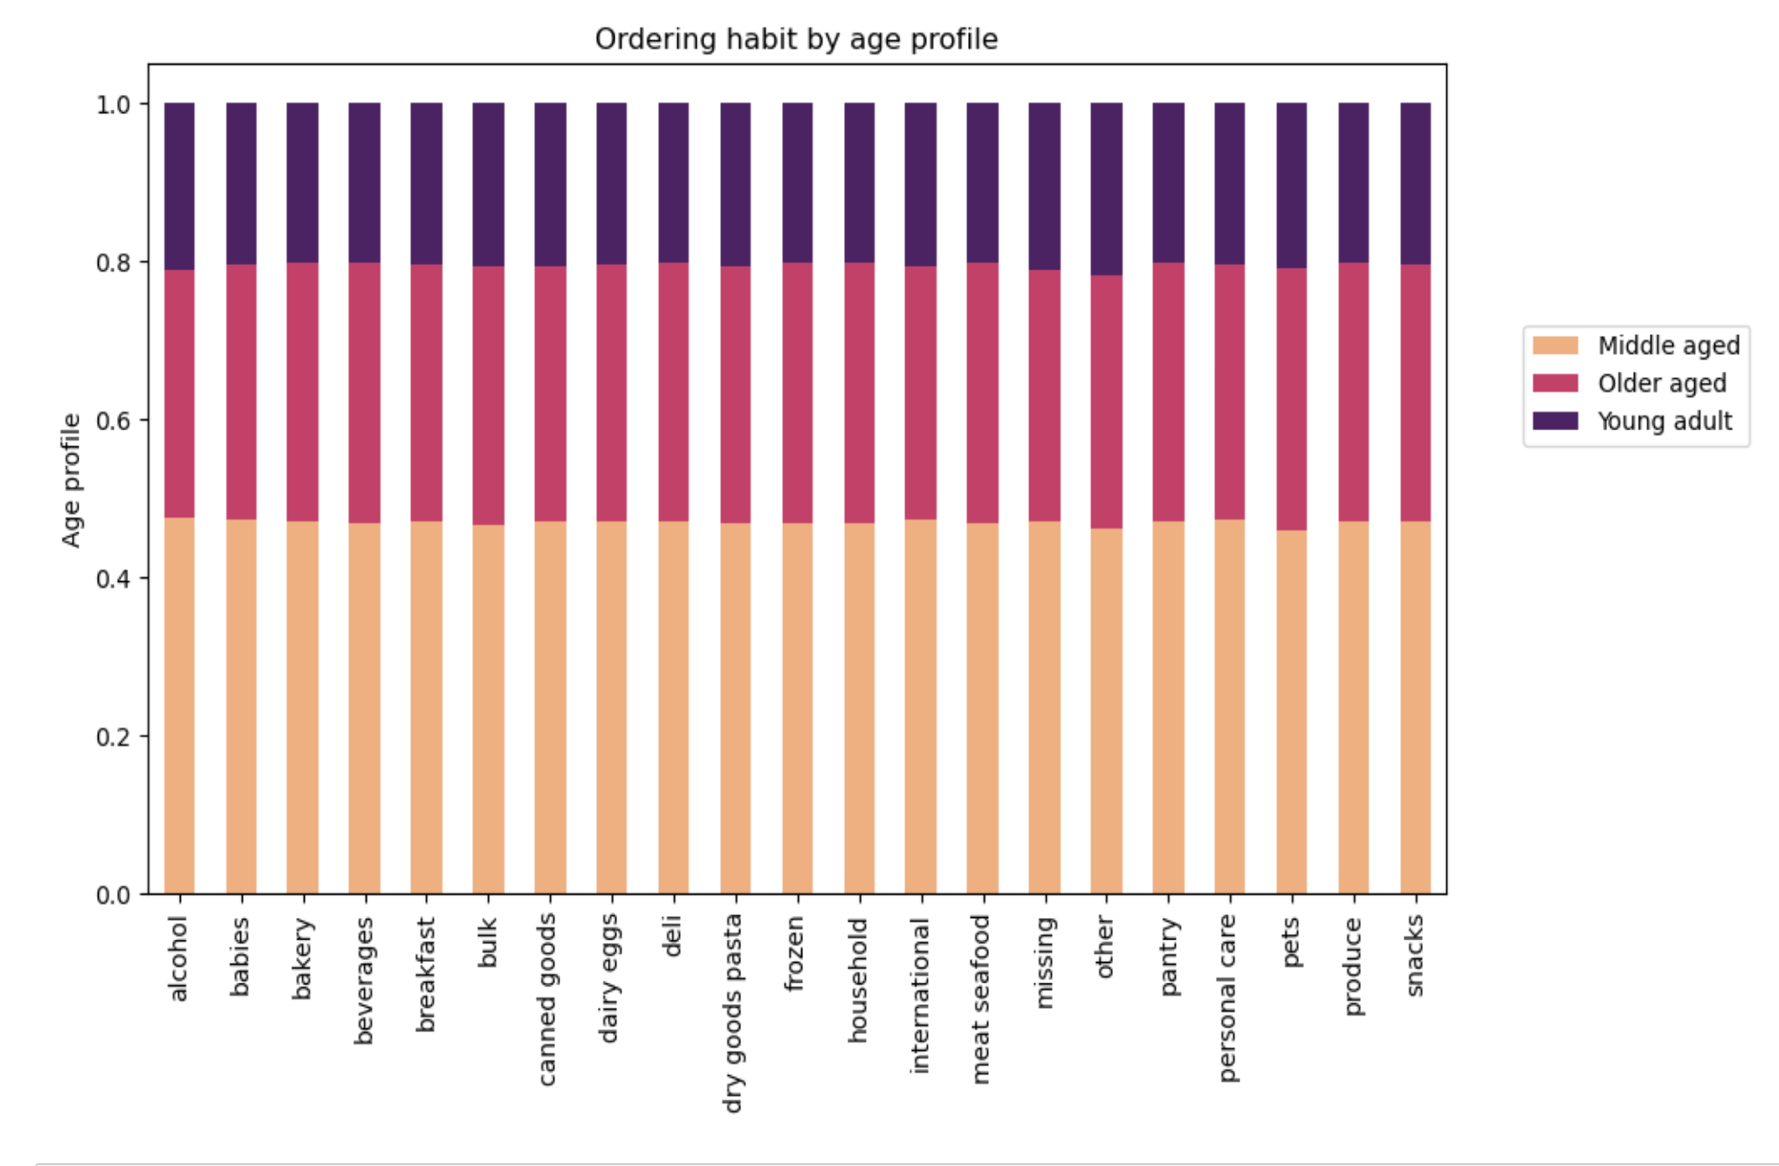 Ordering habit by age profile
Age profile
1.0
0.8
0.6
0.4
0.2
0.0
alcohol
babies
bakery
beverages
breakfast
bulk
canned goods
dairy eggs
deli
dry goods pasta
frozen
household
international
meat seafood
missing
other
pantry
personal care
pets
produce
snacks
Middle aged
Older aged
Young adult